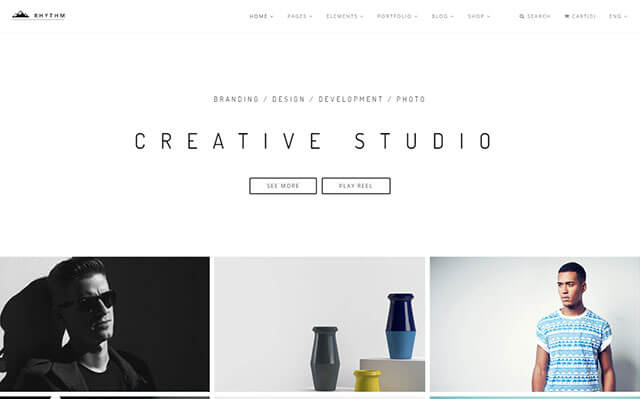 RHYTHM
HOME PAGES ELEMENTS PORTFOLIO BLOG SHOP SEARCH CART(0) ENG
BRANDING / DESIGN / DEVELOPMENT / PHOTO
CREATIVE STUDIO
SEE MORE PLAY REEL